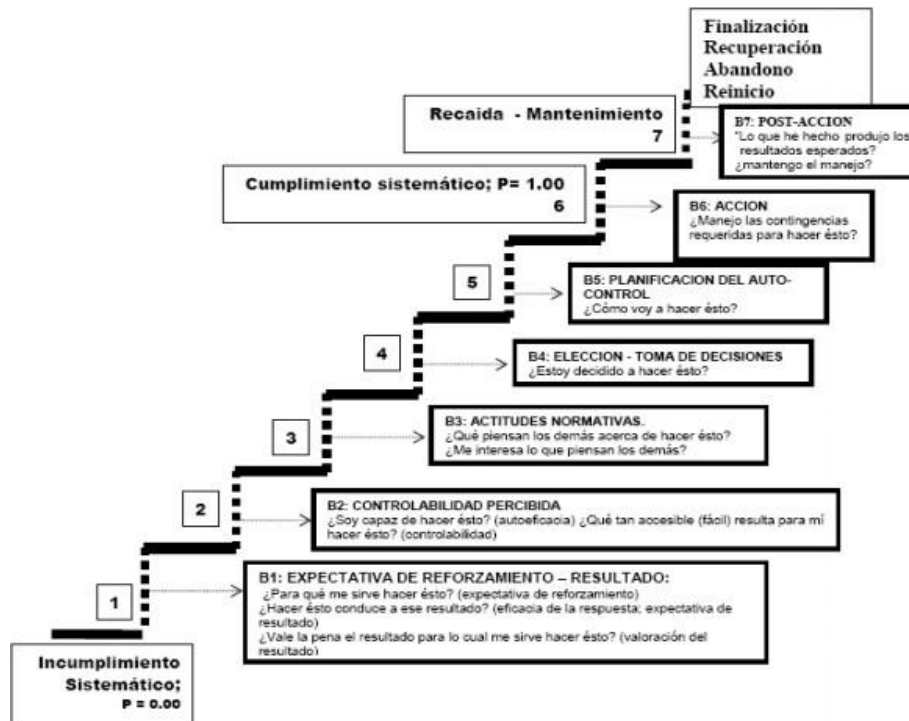 Finalización
Recuperación
Abandono
Reinicio
Recaida - Mantenimiento
7
B7: POST-ACCION
"Lo que he hecho produjo los
resultados esperados?
¿mantengo el manejo?
Cumplimiento sistemático; P= 1.00
6
B6: ACCION
¿Manejo las contingencias
requeridas para hacer ésto?
5
B5: PLANIFICACION DEL AUTO-
CONTROL
¿Cómo voy a hacer ésto?
4
B4: ELECCION - TOMA DE DECISIONES
¿Estoy decidido a hacer ésto?
3
B3: ACTITUDES NORMATIVAS.
¿Qué piensan los demás acerca de hacer ésto?
¿Me interesa lo que piensan los demás?
2
B2: CONTROLABILIDAD PERCIBIDA
¿Soy capaz de hacer ésto? (autoeficacia) ¿Qué tan accesible (fácil) resulta para mí
hacer ésto? (controlabilidad)
1
B1: EXPECTATIVA DE REFORZAMIENTO – RESULTADO:
¿Para qué me sirve hacer ésto? (expectativa de reforzamiento)
¿Hacer ésto conduce a ese resultado? (eficacia de la respuesta; expectativa de
resultado)
¿Vale la pena el resultado para lo cual me sirve hacer ésto? (valoración del
resultado)
Incumplimiento
Sistemático;
P = 0.00